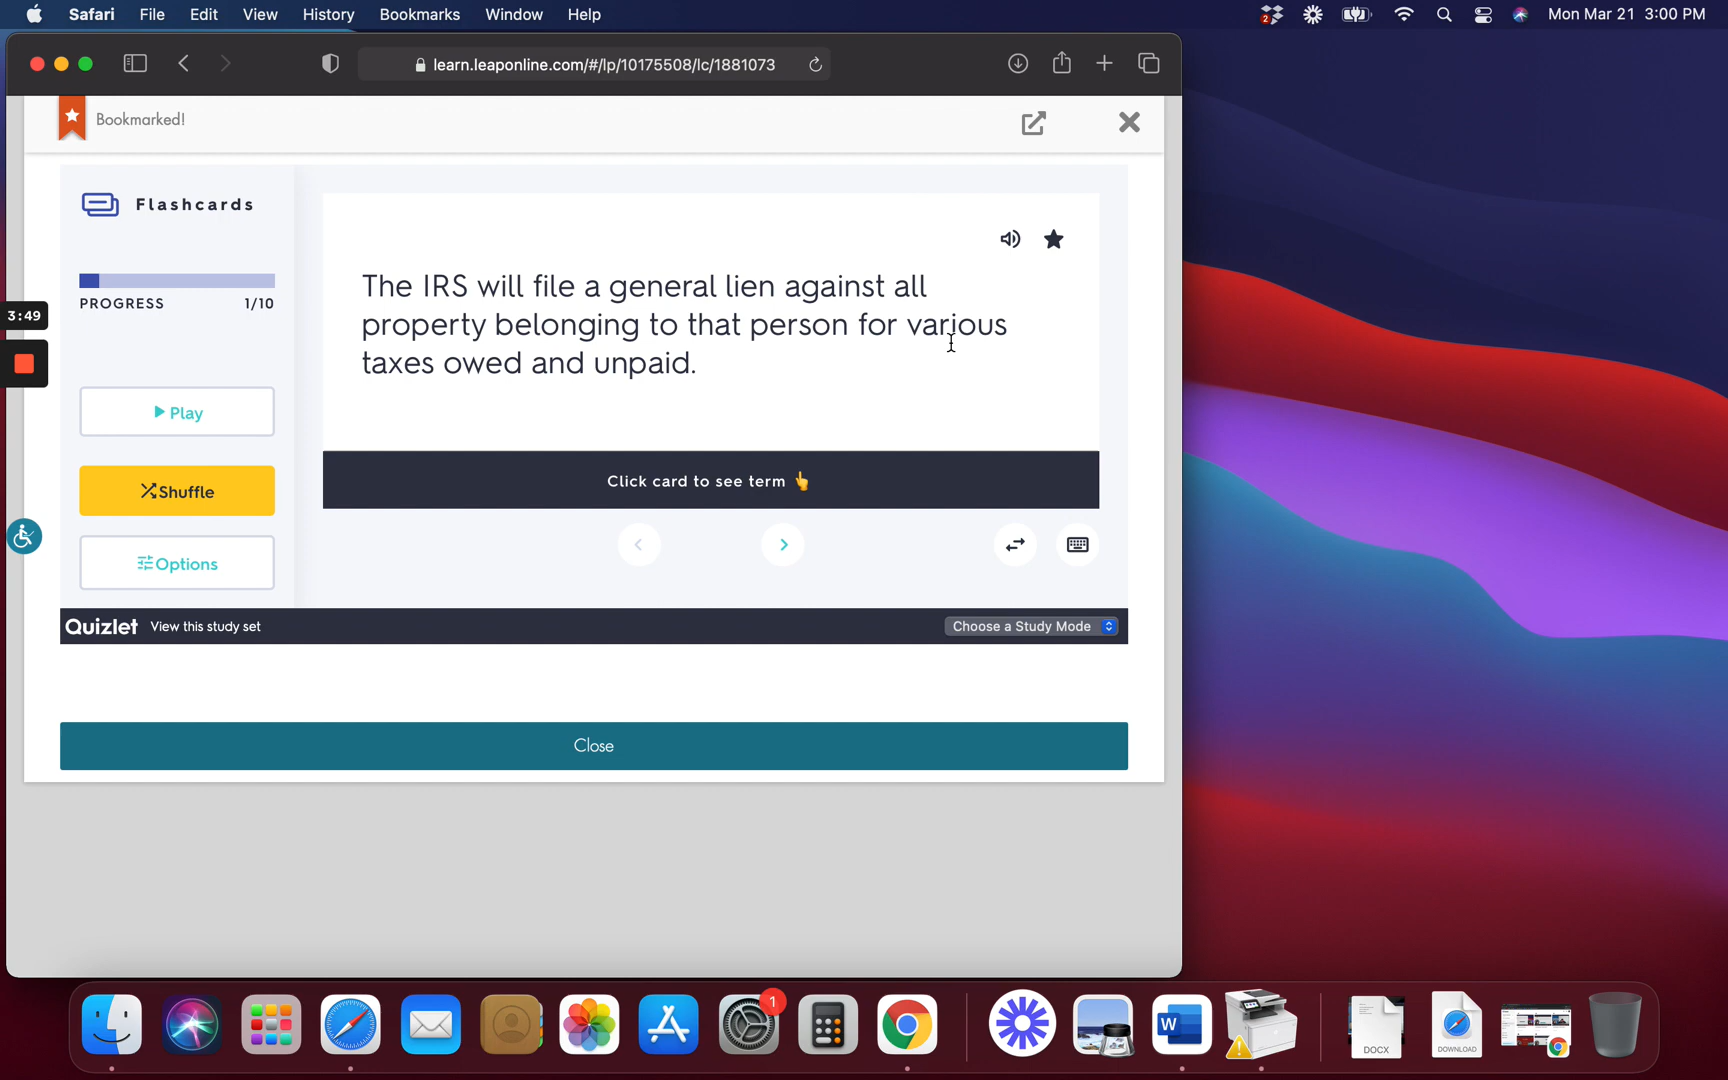 Safari File Edit View History Bookmarks Window Help
2
Mon Mar 21 3:00 PM
learn.leaponline.com/#/lp/10175508/lc/1881073
Bookmarked!
Flashcards
PROGRESS 1/10
3:49
The IRS will file a general lien against all
property belonging to that person for various
taxes owed and unpaid.
Play
Click card to see term 👆
Shuffle
Options
Quizlet View this study set
Choose a Study Mode
Close
1
W
DOCX
DOWNLOAD